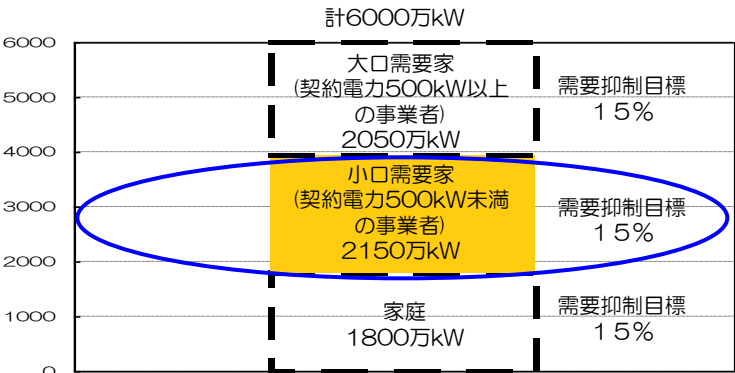 計6000万kW
6000
大口需要家
(契約電力500kW以上
の事業者)
2050万kW
需要抑制目標
15%
5000
4000
小口需要家
(契約電力500kW未満
の事業者)
2150万kW
需要抑制目標
15%
3000
2000
家庭
1800万kW
需要抑制目標
15%
1000
0